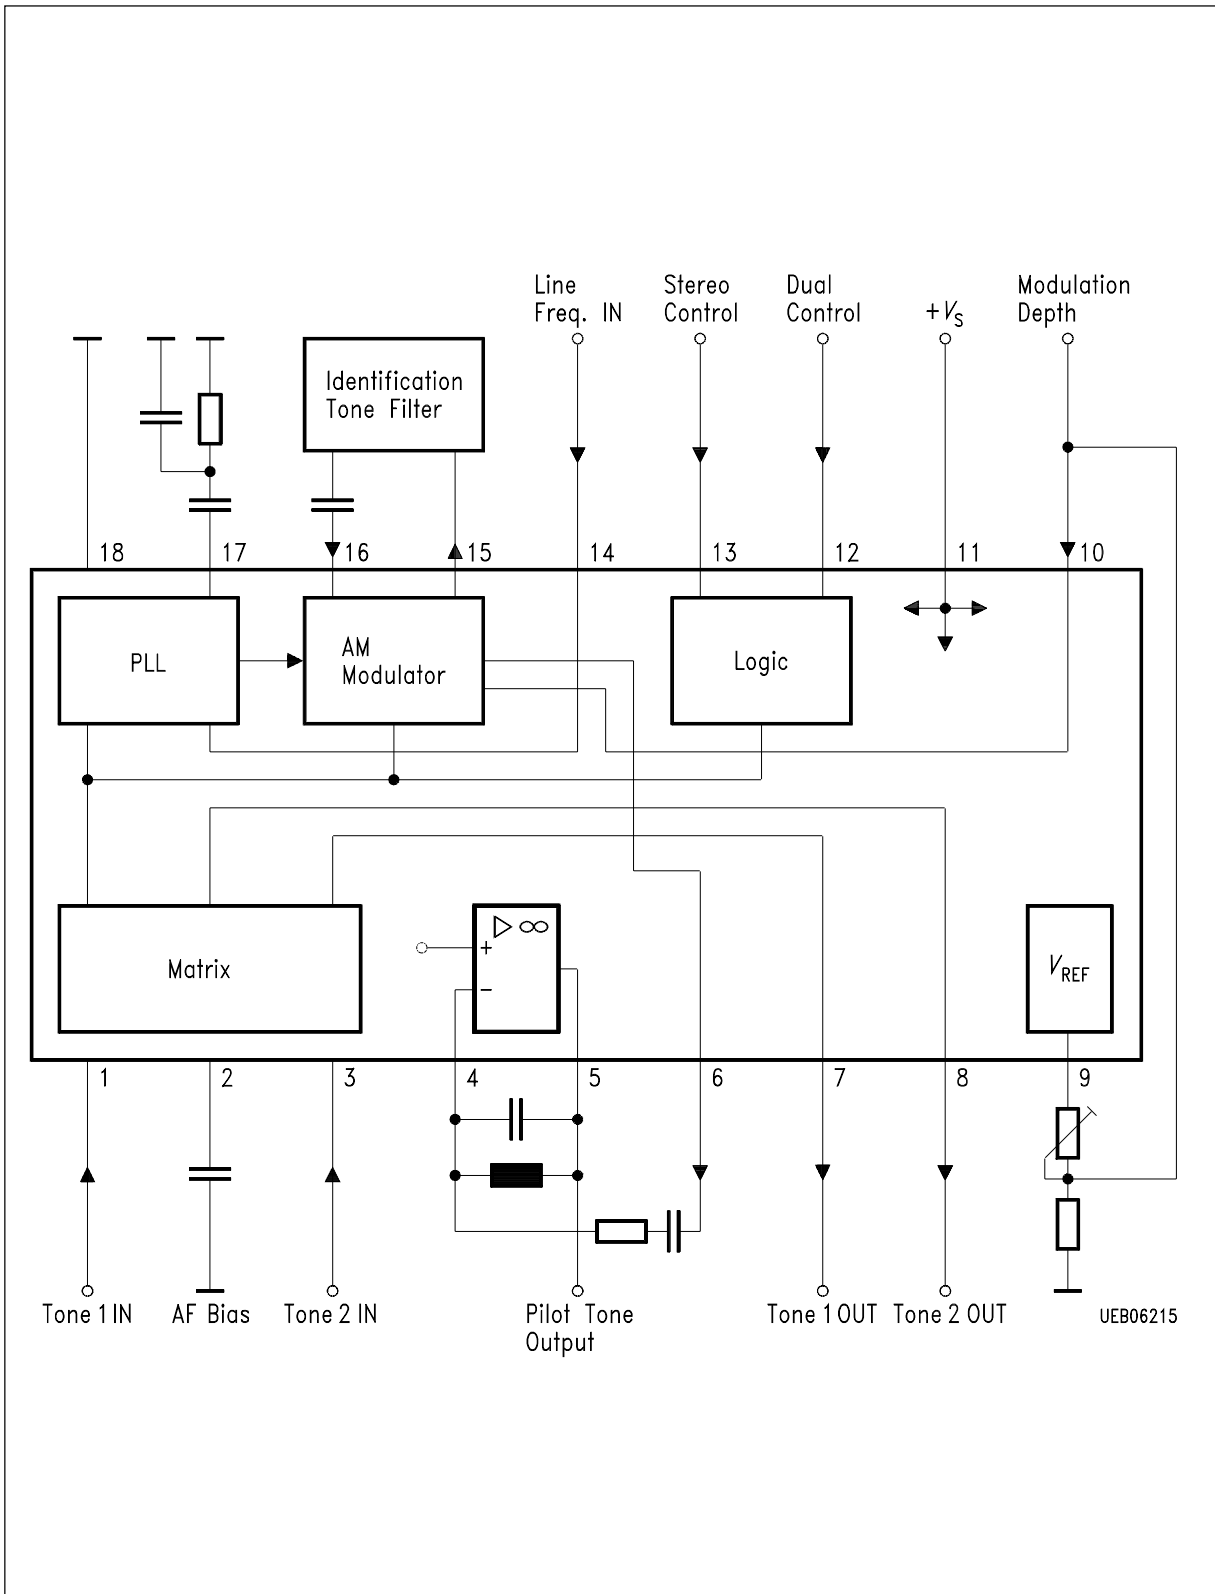 Line Stereo Dual Modulation
Freq. IN Control Control +VS Depth
Identification
Tone Filter
18 17 16 15 14 13 12 11 10
PLL AM Modulator Logic
Matrix ▷ ∞
+
−
VREF
1 2 3 4 5 6 7 8 9
Tone 1 IN AF Bias Tone 2 IN Pilot Tone Tone 1 OUT Tone 2 OUT UEB06215
Output